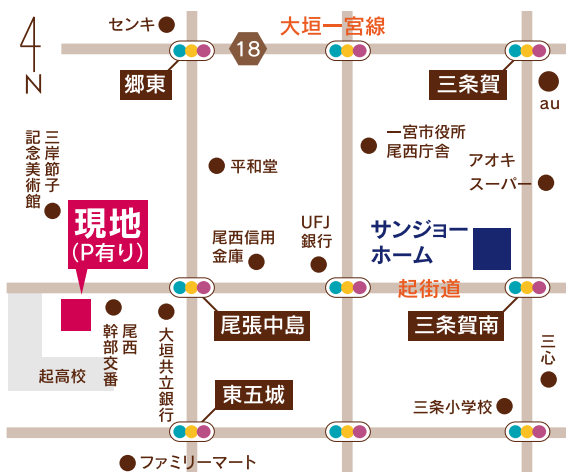 センキ
18
大垣一宮線
N
郷東
三条賀
au
三岸節子
記念美術館
一宮市役所
尾西庁舎
平和堂
アオキ
スーパー
現地
(P有り)
尾西信用
金庫
UFJ
銀行
サンジョー
ホーム
起街道
尾張中島
三条賀南
尾西
幹部交番
大垣共立銀行
起高校
三心
東五城
三条小学校
ファミリーマート